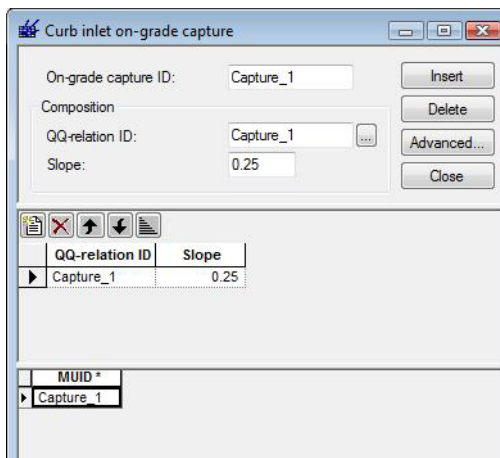 Curb inlet on-grade capture
On-grade capture ID: Capture_1 Insert
Composition Delete
QQ-relation ID: Capture_1 ... Advanced...
Slope: 0.25 Close
QQ-relation ID Slope
Capture_1 0.25
MUID *
Capture_1